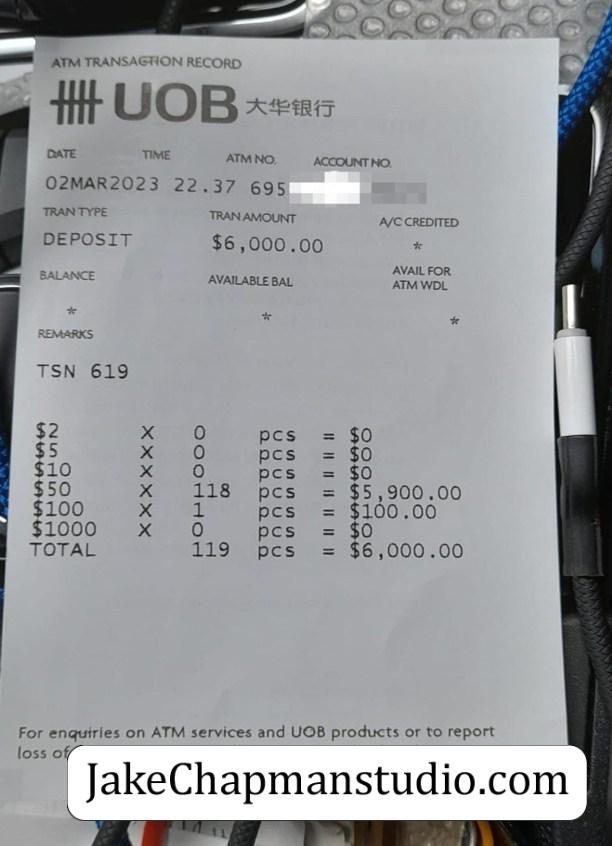 ATM TRANSACTION RECORD
UOB 大华银行
DATE TIME ATM NO. ACCOUNT NO.
02MAR2023 22.37 695
TRAN TYPE TRAN AMOUNT A/C CREDITED
DEPOSIT $6,000.00 *
BALANCE AVAILABLE BAL AVAIL FOR
ATM WDL
* * *
REMARKS
TSN 619
$2 X 0 pcs = $0
$5 X 0 pcs = $0
$10 X 0 pcs = $0
$50 X 118 pcs = $5,900.00
$100 X 1 pcs = $100.00
$1000 X 0 pcs = $0
TOTAL 119 pcs = $6,000.00
For enquiries on ATM services and UOB products or to report
loss of
JakeChapmanstudio.com